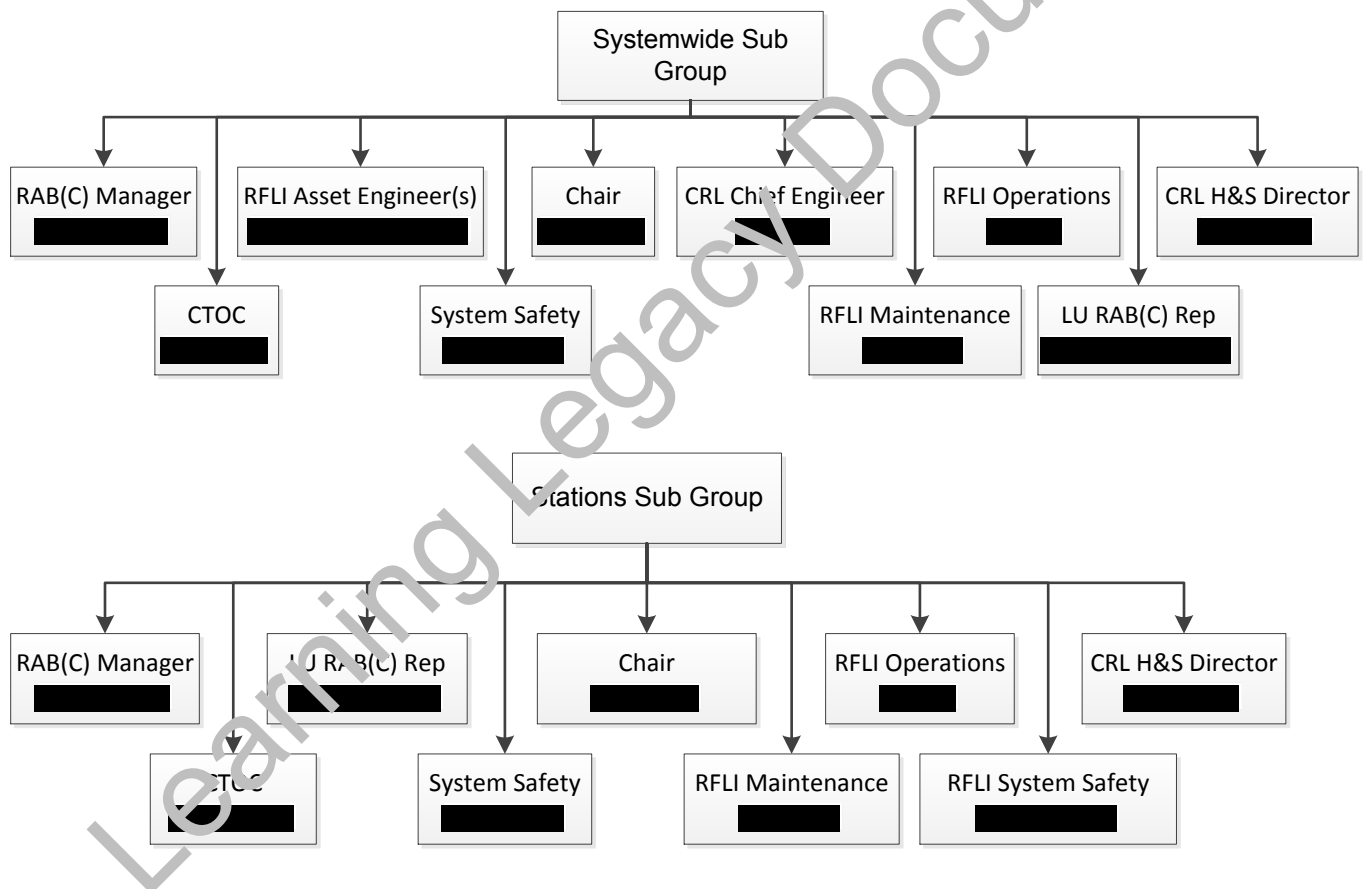 Systemwide Sub
Group
RAB(C) Manager
RFLI Asset Engineer(s)
Chair
CRL Chief Engineer
RFLI Operations
CRL H&S Director
CTOC
System Safety
RFLI Maintenance
LU RAB(C) Rep
Stations Sub Group
RAB(C) Manager
LU RAB(C) Rep
Chair
RFLI Operations
CRL H&S Director
CTOC
System Safety
RFLI Maintenance
RFLI System Safety
Learning Legacy